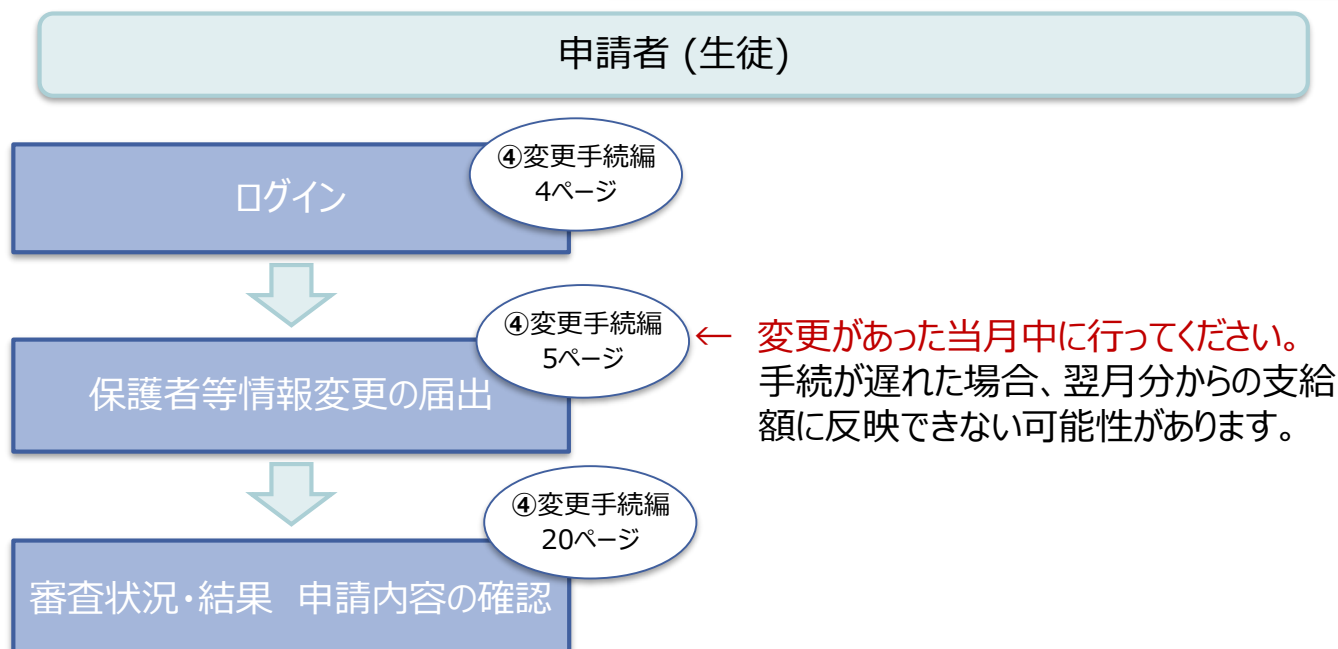 申請者 (生徒)
④変更手続編
4ページ
ログイン
④変更手続編
5ページ
← 変更があった当月中に行ってください。
手続が遅れた場合、翌月分からの支給
額に反映できない可能性があります。
保護者等情報変更の届出
④変更手続編
20ページ
審査状況・結果　申請内容の確認